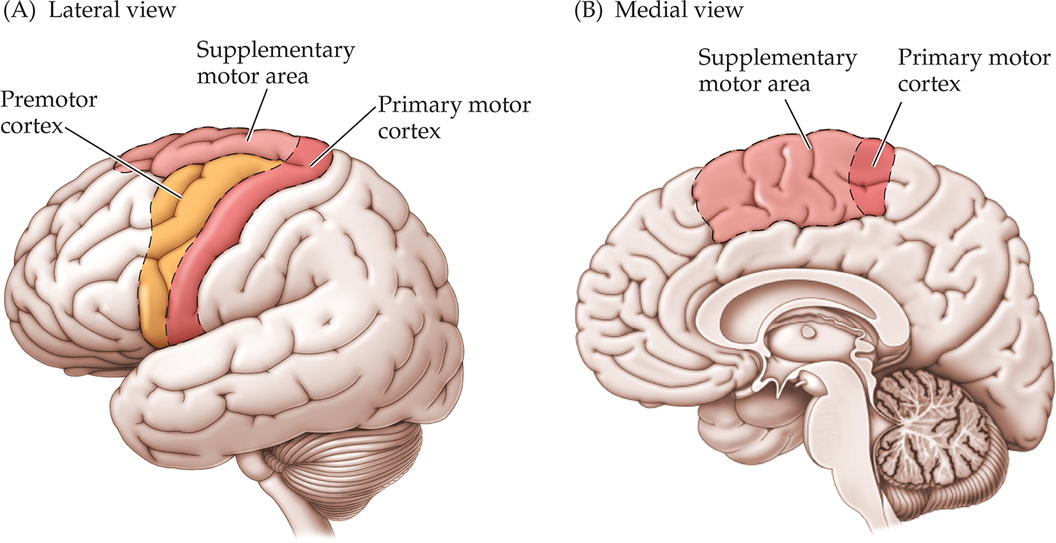 (A) Lateral view
Supplementary
motor area
Premotor
cortex
Primary motor
cortex
(B) Medial view
Supplementary
motor area
Primary motor
cortex